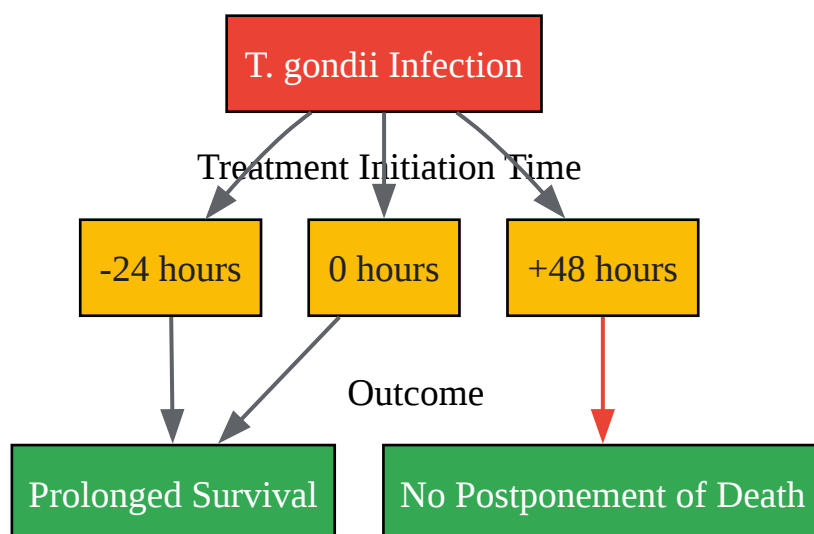 T. gondii Infection
Treatment Initiation Time
-24 hours
0 hours
+48 hours
Outcome
Prolonged Survival
No Postponement of Death